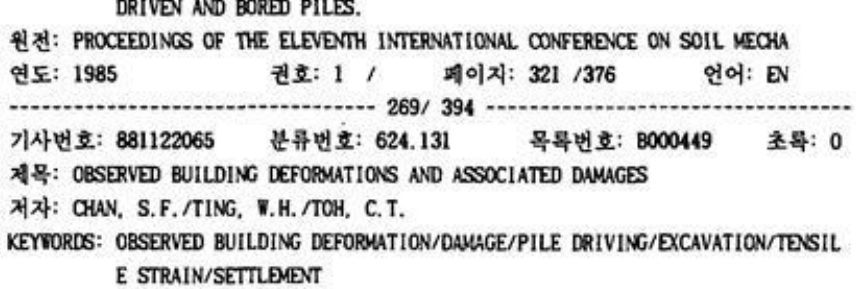 DRIVEN AND BORED PILES.
원전: PROCEEDINGS OF THE ELEVENTH INTERNATIONAL CONFERENCE ON SOIL MECHA
연도: 1985 권호: 1 / 페이지: 321 /376 언어: EN
--------------------------------- 269/ 394 ---------------------------------
기사번호: 881122065 분류번호: 624.131 목록번호: B000449 초록: 0
제목: OBSERVED BUILDING DEFORMATIONS AND ASSOCIATED DAMAGES
저자: CHAN, S.F./TING, W.H./TOH, C.T.
KEYWORDS: OBSERVED BUILDING DEFORMATION/DAMAGE/PILE DRIVING/EXCAVATION/TENSIL
E STRAIN/SETTLEMENT